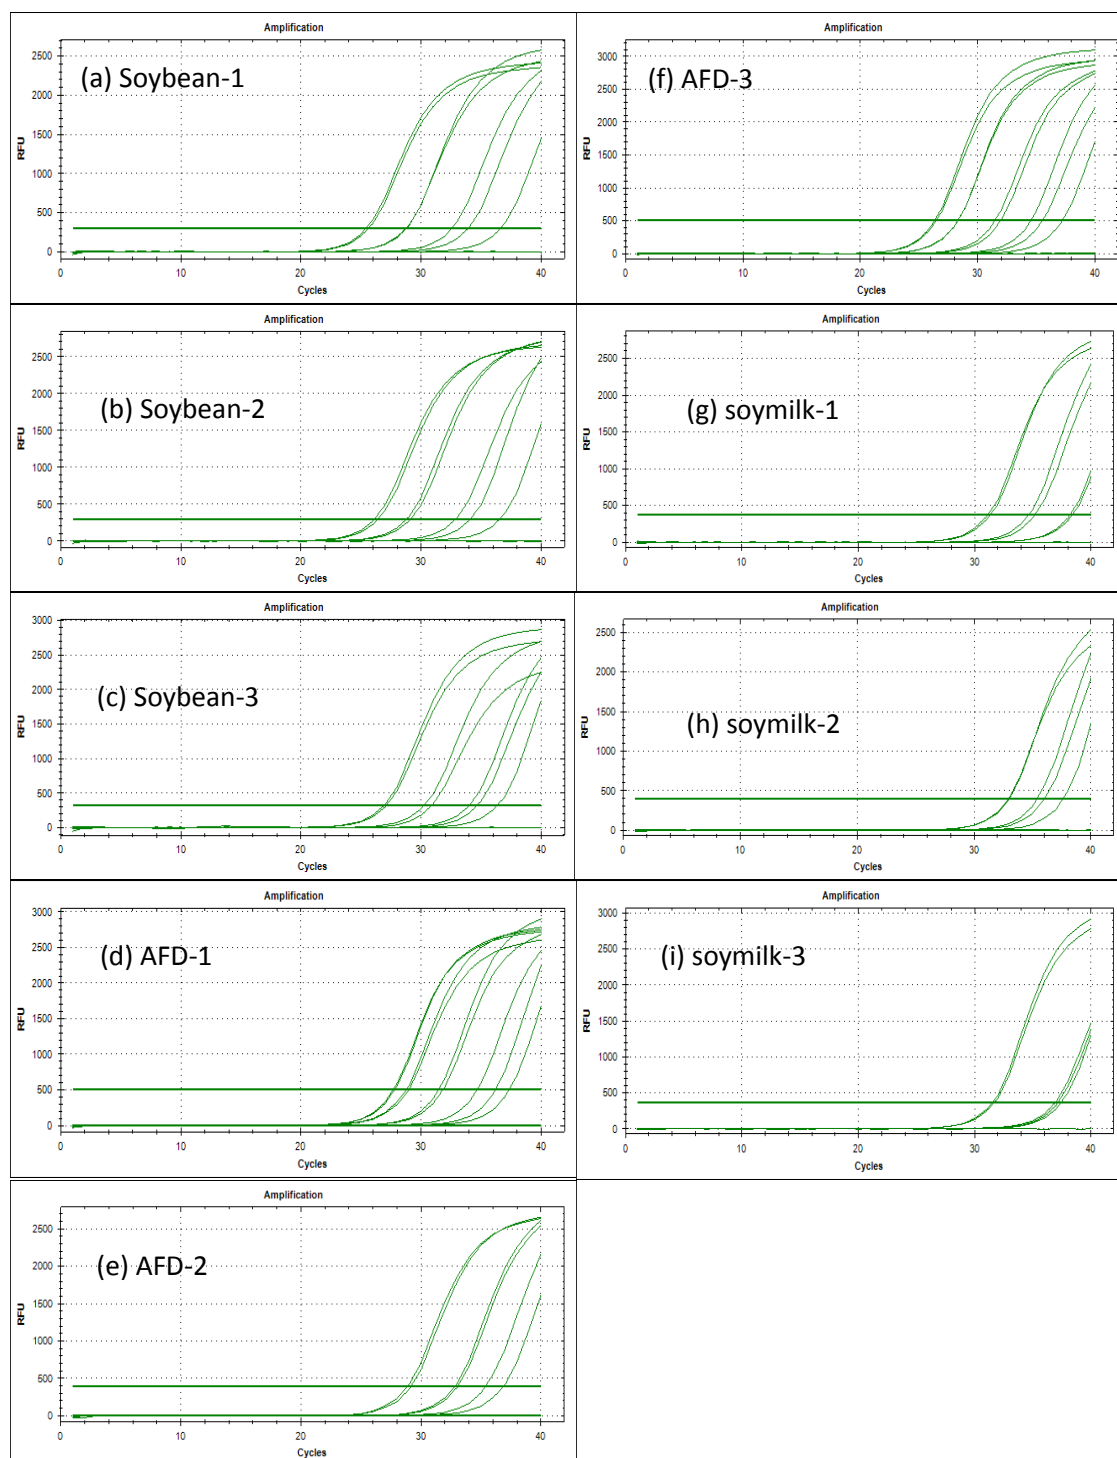 Amplification
(a) Soybean-1
RFU
2500
2000
1500
1000
500
0
0 10 20 30 40
Cycles
Amplification
(f) AFD-3
RFU
3000
2500
2000
1500
1000
500
0
0 10 20 30 40
Cycles
Amplification
(b) Soybean-2
RFU
2500
2000
1500
1000
500
0
0 10 20 30 40
Cycles
Amplification
(g) soymilk-1
RFU
2500
2000
1500
1000
500
0
0 10 20 30 40
Cycles
Amplification
(c) Soybean-3
RFU
3000
2500
2000
1500
1000
500
0
0 10 20 30 40
Cycles
Amplification
(h) soymilk-2
RFU
2500
2000
1500
1000
500
0
0 10 20 30 40
Cycles
Amplification
(d) AFD-1
RFU
3000
2500
2000
1500
1000
500
0
0 10 20 30 40
Cycles
Amplification
(i) soymilk-3
RFU
3000
2500
2000
1500
1000
500
0
0 10 20 30 40
Cycles
Amplification
(e) AFD-2
RFU
2500
2000
1500
1000
500
0
0 10 20 30 40
Cycles